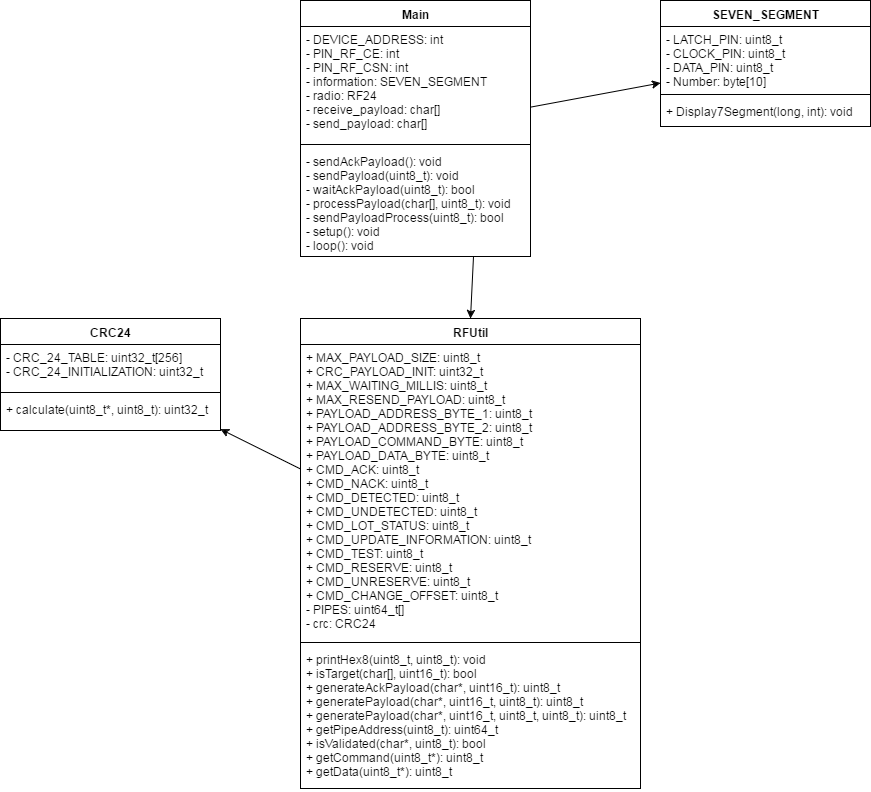 Main
- DEVICE_ADDRESS: int
- PIN_RF_CE: int
- PIN_RF_CSN: int
- information: SEVEN_SEGMENT
- radio: RF24
- receive_payload: char[]
- send_payload: char[]
- sendAckPayload(): void
- sendPayload(uint8_t): void
- waitAckPayload(uint8_t): bool
- processPayload(char[], uint8_t): void
- sendPayloadProcess(uint8_t): bool
- setup(): void
- loop(): void
SEVEN_SEGMENT
- LATCH_PIN: uint8_t
- CLOCK_PIN: uint8_t
- DATA_PIN: uint8_t
- Number: byte[10]
+ Display7Segment(long, int): void
CRC24
- CRC_24_TABLE: uint32_t[256]
- CRC_24_INITIALIZATION: uint32_t
+ calculate(uint8_t*, uint8_t): uint32_t
RFUtil
+ MAX_PAYLOAD_SIZE: uint8_t
+ CRC_PAYLOAD_INIT: uint32_t
+ MAX_WAITING_MILLIS: uint8_t
+ MAX_RESEND_PAYLOAD: uint8_t
+ PAYLOAD_ADDRESS_BYTE_1: uint8_t
+ PAYLOAD_ADDRESS_BYTE_2: uint8_t
+ PAYLOAD_COMMAND_BYTE: uint8_t
+ PAYLOAD_DATA_BYTE: uint8_t
+ CMD_ACK: uint8_t
+ CMD_NACK: uint8_t
+ CMD_DETECTED: uint8_t
+ CMD_UNDETECTED: uint8_t
+ CMD_LOT_STATUS: uint8_t
+ CMD_UPDATE_INFORMATION: uint8_t
+ CMD_TEST: uint8_t
+ CMD_RESERVE: uint8_t
+ CMD_UNRESERVE: uint8_t
+ CMD_CHANGE_OFFSET: uint8_t
- PIPES: uint64_t[]
- crc: CRC24
+ printHex8(uint8_t, uint8_t): void
+ isTarget(char[], uint16_t): bool
+ generateAckPayload(char*, uint16_t): uint8_t
+ generatePayload(char*, uint16_t, uint8_t): uint8_t
+ generatePayload(char*, uint16_t, uint8_t, uint8_t): uint8_t
+ getPipeAddress(uint8_t): uint64_t
+ isValidated(char*, uint8_t): bool
+ getCommand(uint8_t*): uint8_t
+ getData(uint8_t*): uint8_t